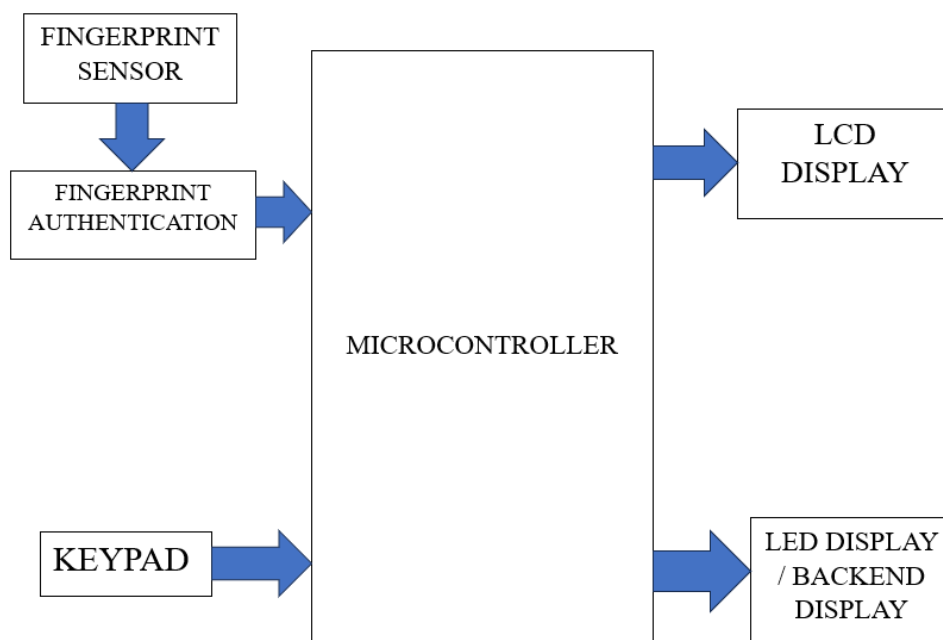 FINGERPRINT
SENSOR
FINGERPRINT
AUTHENTICATION
LCD
DISPLAY
MICROCONTROLLER
KEYPAD
LED DISPLAY
/ BACKEND
DISPLAY